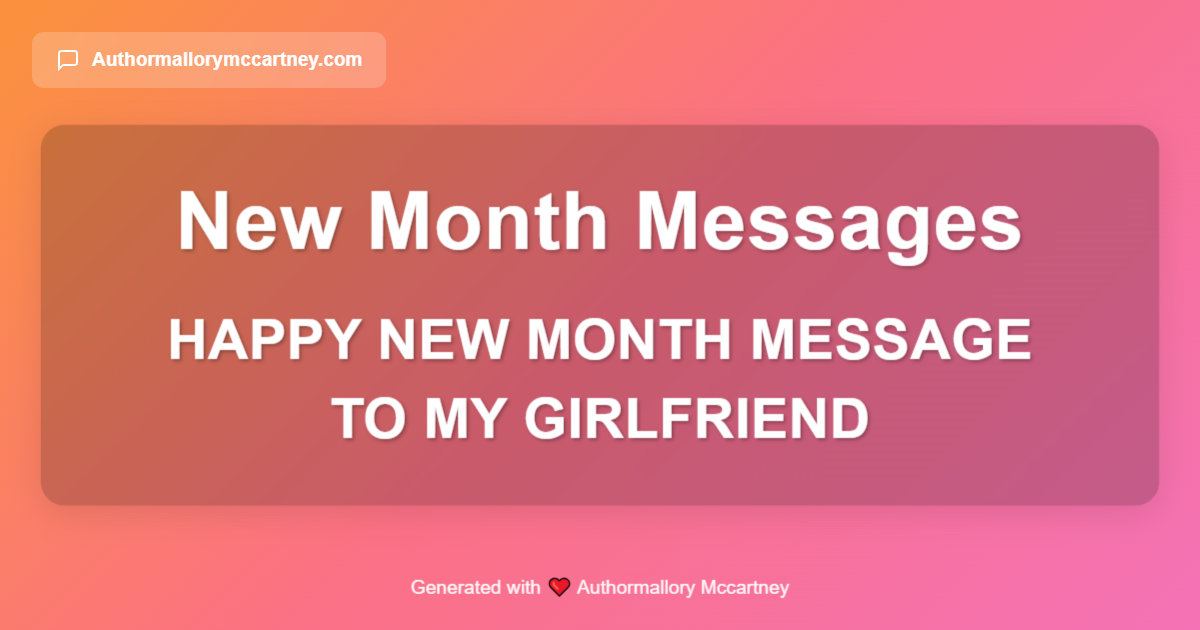 Authormallorymccartney.com
New Month Messages
HAPPY NEW MONTH MESSAGE
TO MY GIRLFRIEND
Generated with ❤️ Authormallory Mccartney